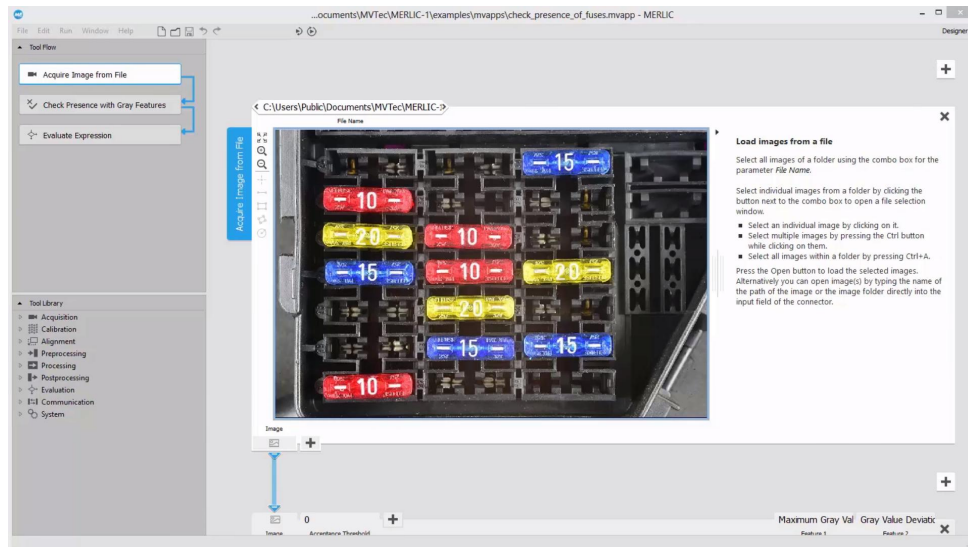 ...ocuments\MVTec\MERLIC-1\examples\mvapps\check_presence_of_fuses.mvapp - MERLIC
File Edit Run Window Help
Designer
Tool Flow
Acquire Image from File
Check Presence with Gray Features
Evaluate Expression
C:\Users\Public\Documents\MVTec\MERLIC-1
File Name
Acquire Image from File
15
10
20
10
15
10
20
20
15
15
10
Load images from a file
Select all images of a folder using the combo box for the
parameter File Name.
Select individual images from a folder by clicking the
button next to the combo box to open a file selection
window.
Select an individual image by clicking on it.
Select multiple images by pressing the Ctrl button
while clicking on them.
Select all images within a folder by pressing Ctrl+A.
Press the Open button to load the selected images.
Alternatively you can open image(s) by typing the name of
the path of the image or the image folder directly into the
input field of the connector.
Tool Library
Acquisition
Calibration
Alignment
Preprocessing
Processing
Postprocessing
Evaluation
Communication
System
Image
0
Maximum Gray Val Gray Value Deviatic
Image Acceptance Threshold Feature 1 Feature 2